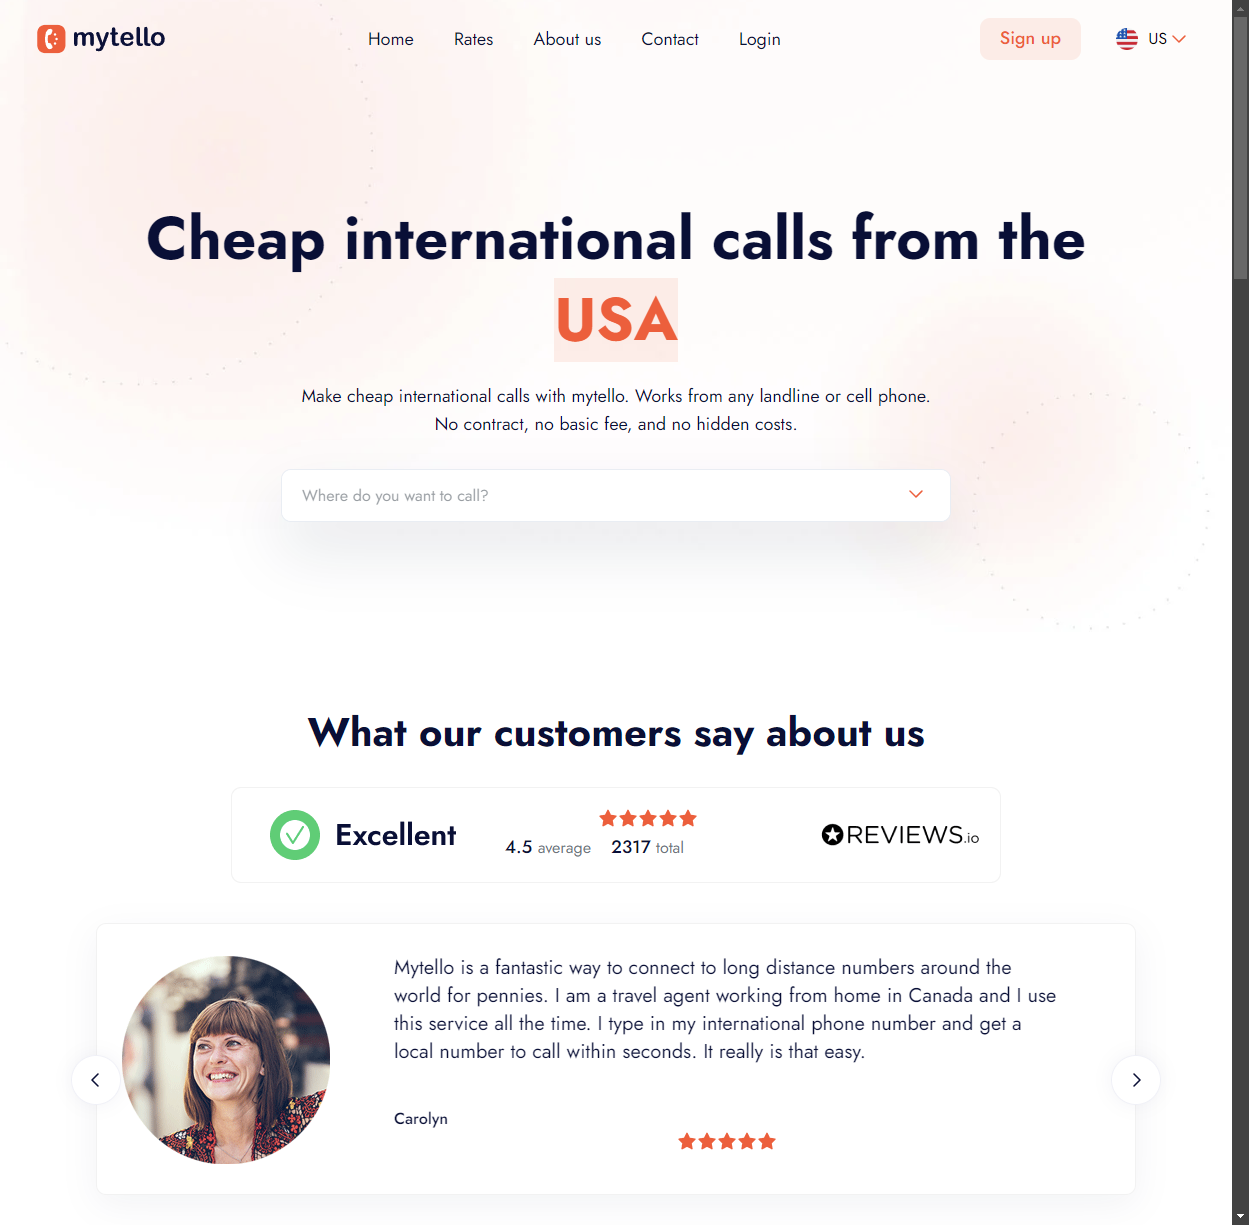 mytello
Home
Rates
About us
Contact
Login
Sign up
US
Cheap international calls from the
USA
Make cheap international calls with mytello. Works from any landline or cell phone.
No contract, no basic fee, and no hidden costs.
Where do you want to call?
What our customers say about us
Excellent
4.5 average
2317 total
REVIEWS.io
Mytello is a fantastic way to connect to long distance numbers around the
world for pennies. I am a travel agent working from home in Canada and I use
this service all the time. I type in my international phone number and get a
local number to call within seconds. It really is that easy.
Carolyn